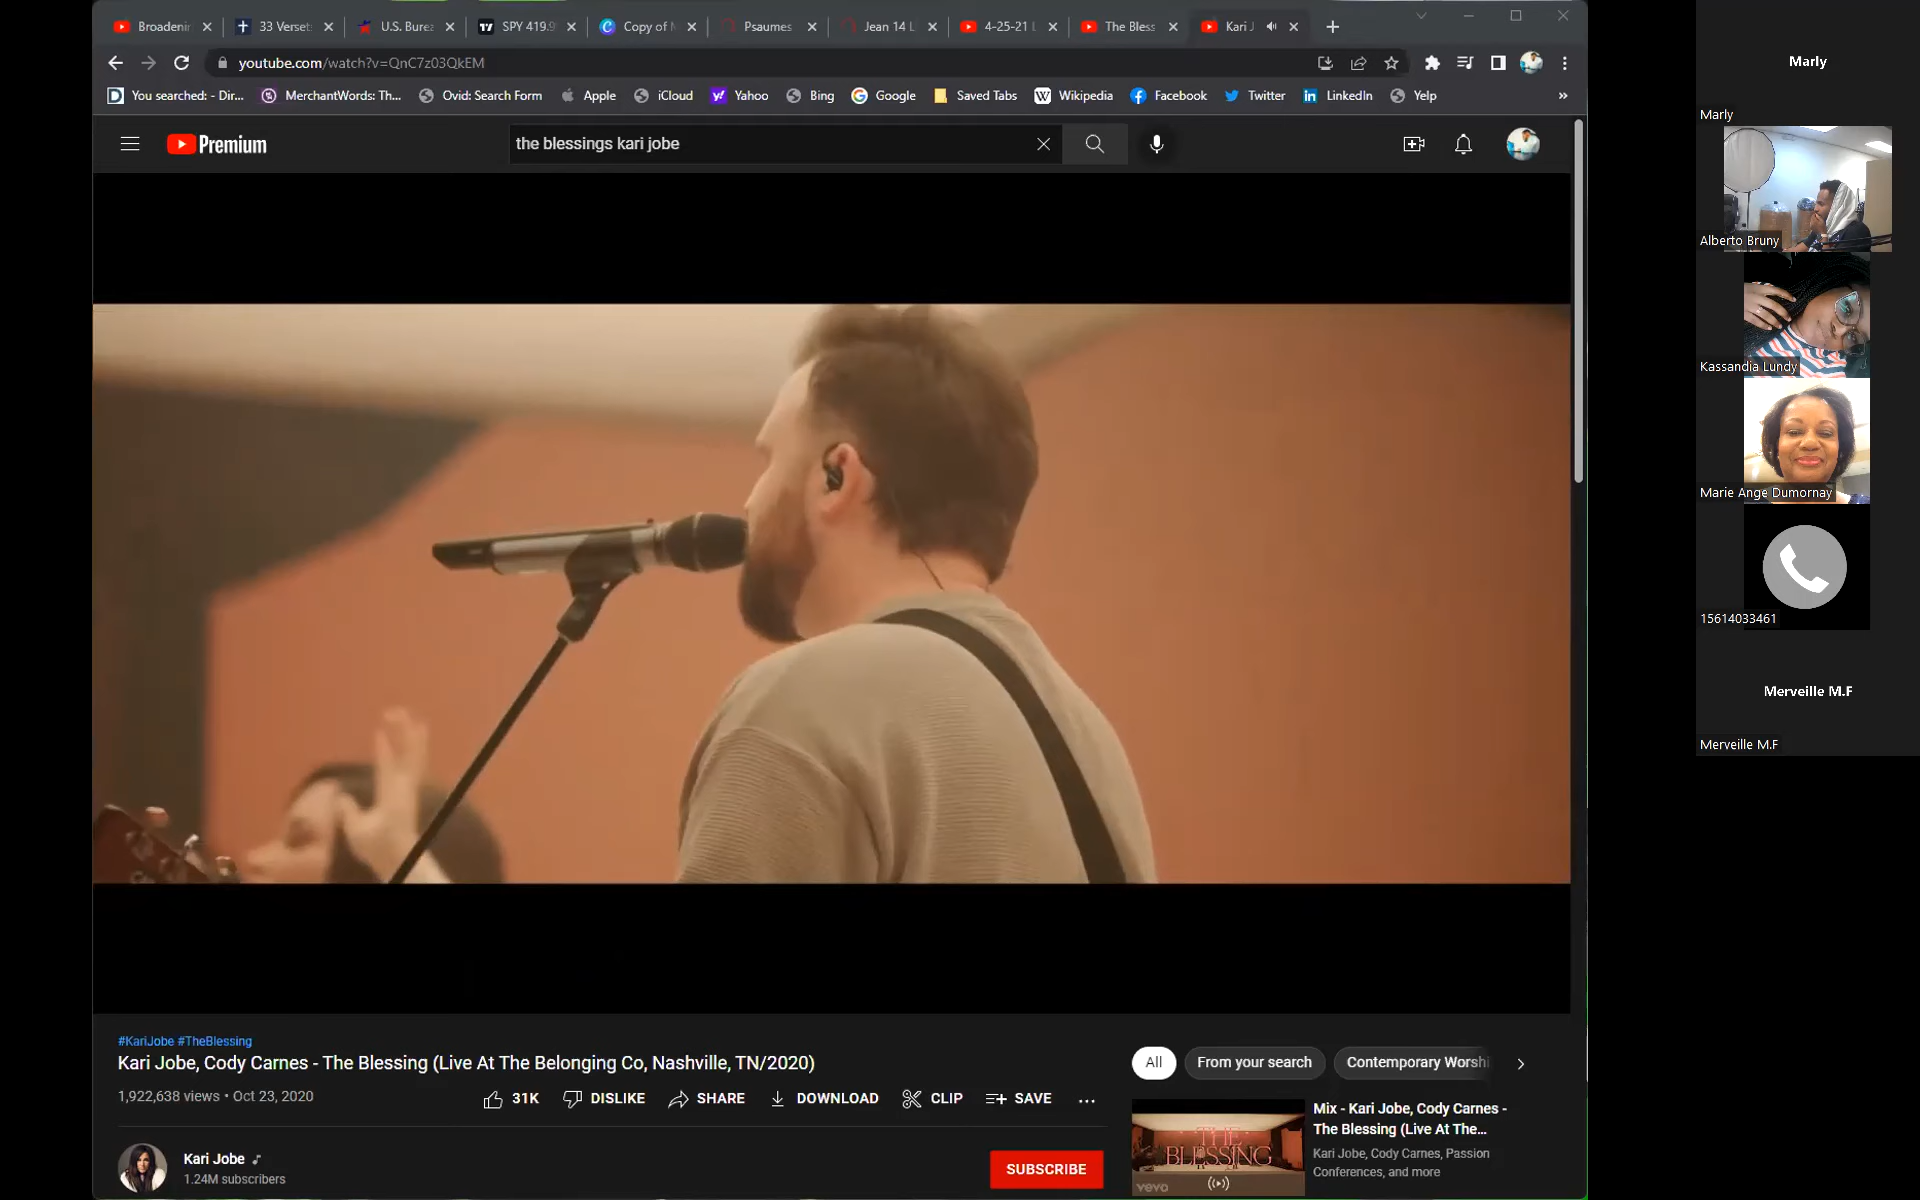 Broadenin
33 Verset
U.S. Burea
SPY 419.9
Copy of M
Psaumes
Jean 14 L
4-25-21 L
The Bless
Kari J
youtube.com/watch?v=QnC7z03QkEM
You searched: - Dir...
MerchantWords: Th...
Ovid: Search Form
Apple
iCloud
Yahoo
Bing
Google
Saved Tabs
Wikipedia
Facebook
Twitter
LinkedIn
Yelp
Premium
the blessings kari jobe
#KariJobe #TheBlessing
Kari Jobe, Cody Carnes - The Blessing (Live At The Belonging Co, Nashville, TN/2020)
1,922,638 views • Oct 23, 2020
31K
DISLIKE
SHARE
DOWNLOAD
CLIP
SAVE
Kari Jobe
1.24M subscribers
SUBSCRIBE
All
From your search
Contemporary Worshi
THE
BLESSING
vevo
Mix - Kari Jobe, Cody Carnes -
The Blessing (Live At The...
Kari Jobe, Cody Carnes, Passion
Conferences, and more
Marly
Marly
Alberto Bruny
Kassandia Lundy
Marie Ange Dumornay
15614033461
Merveille M.F
Merveille M.F